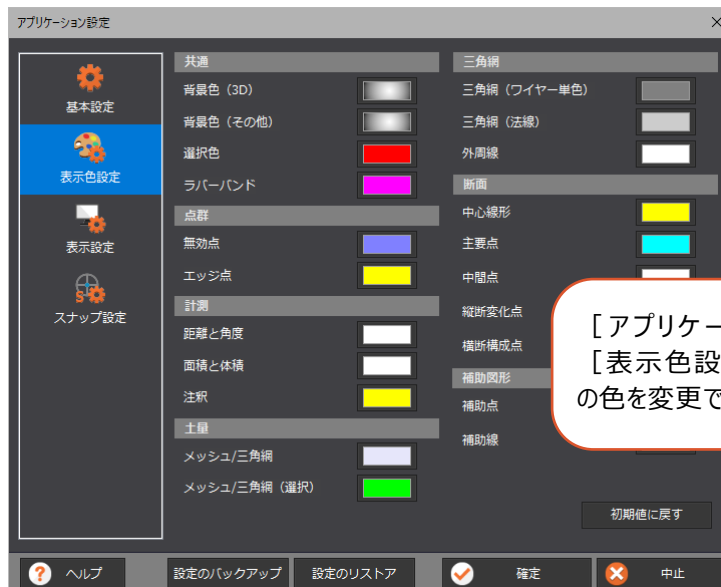 アプリケーション設定
基本設定
表示色設定
表示設定
スナップ設定
共通
背景色（3D）
背景色（その他）
選択色
ラバーバンド
点群
無効点
エッジ点
計測
距離と角度
面積と体積
注釈
土量
メッシュ/三角網
メッシュ/三角網（選択）
三角網
三角網（ワイヤー単色）
三角網（法線）
外周線
断面
中心線形
主要点
中間点
縦断変化点
横断構成点
補助図形
補助点
補助線
［アプリケー
［表示色設
の色を変更で
初期値に戻す
ヘルプ
設定のバックアップ
設定のリストア
確定
中止